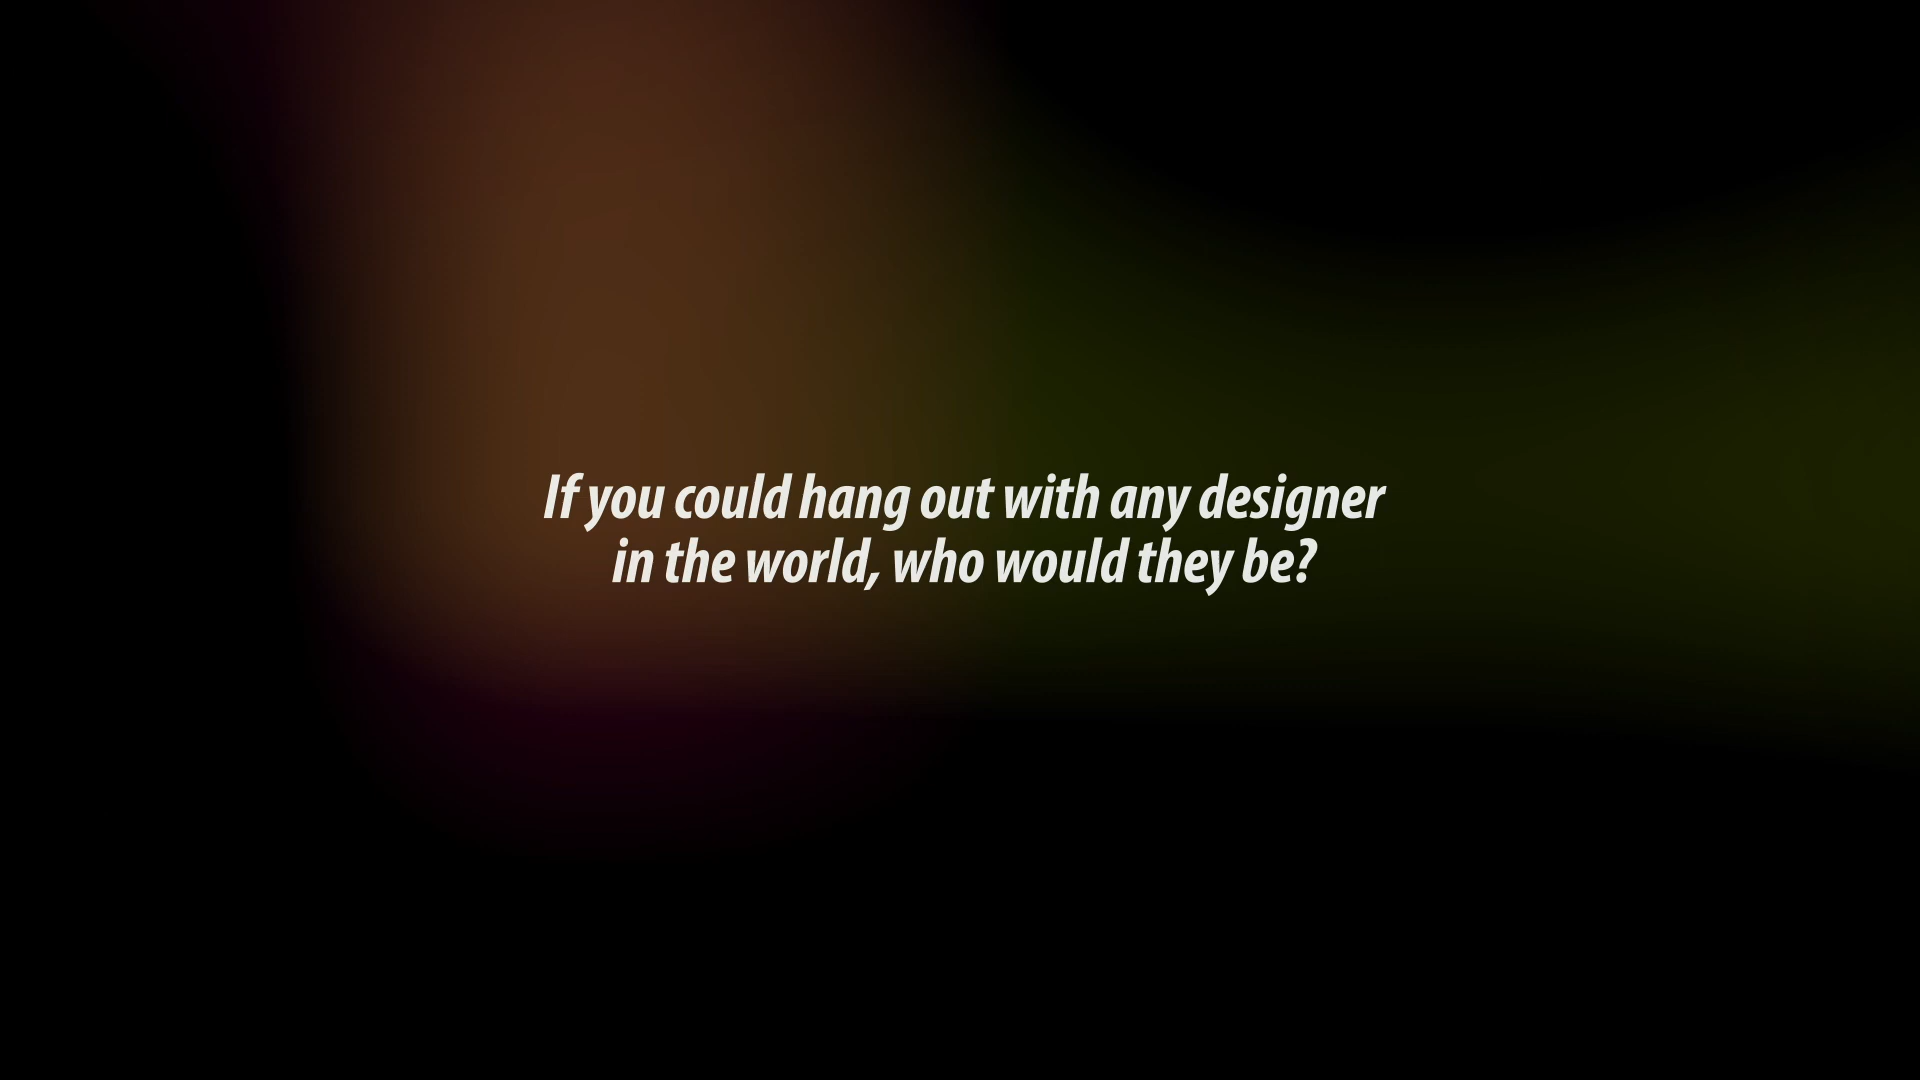 If you could hang out with any designer
in the world, who would they be?